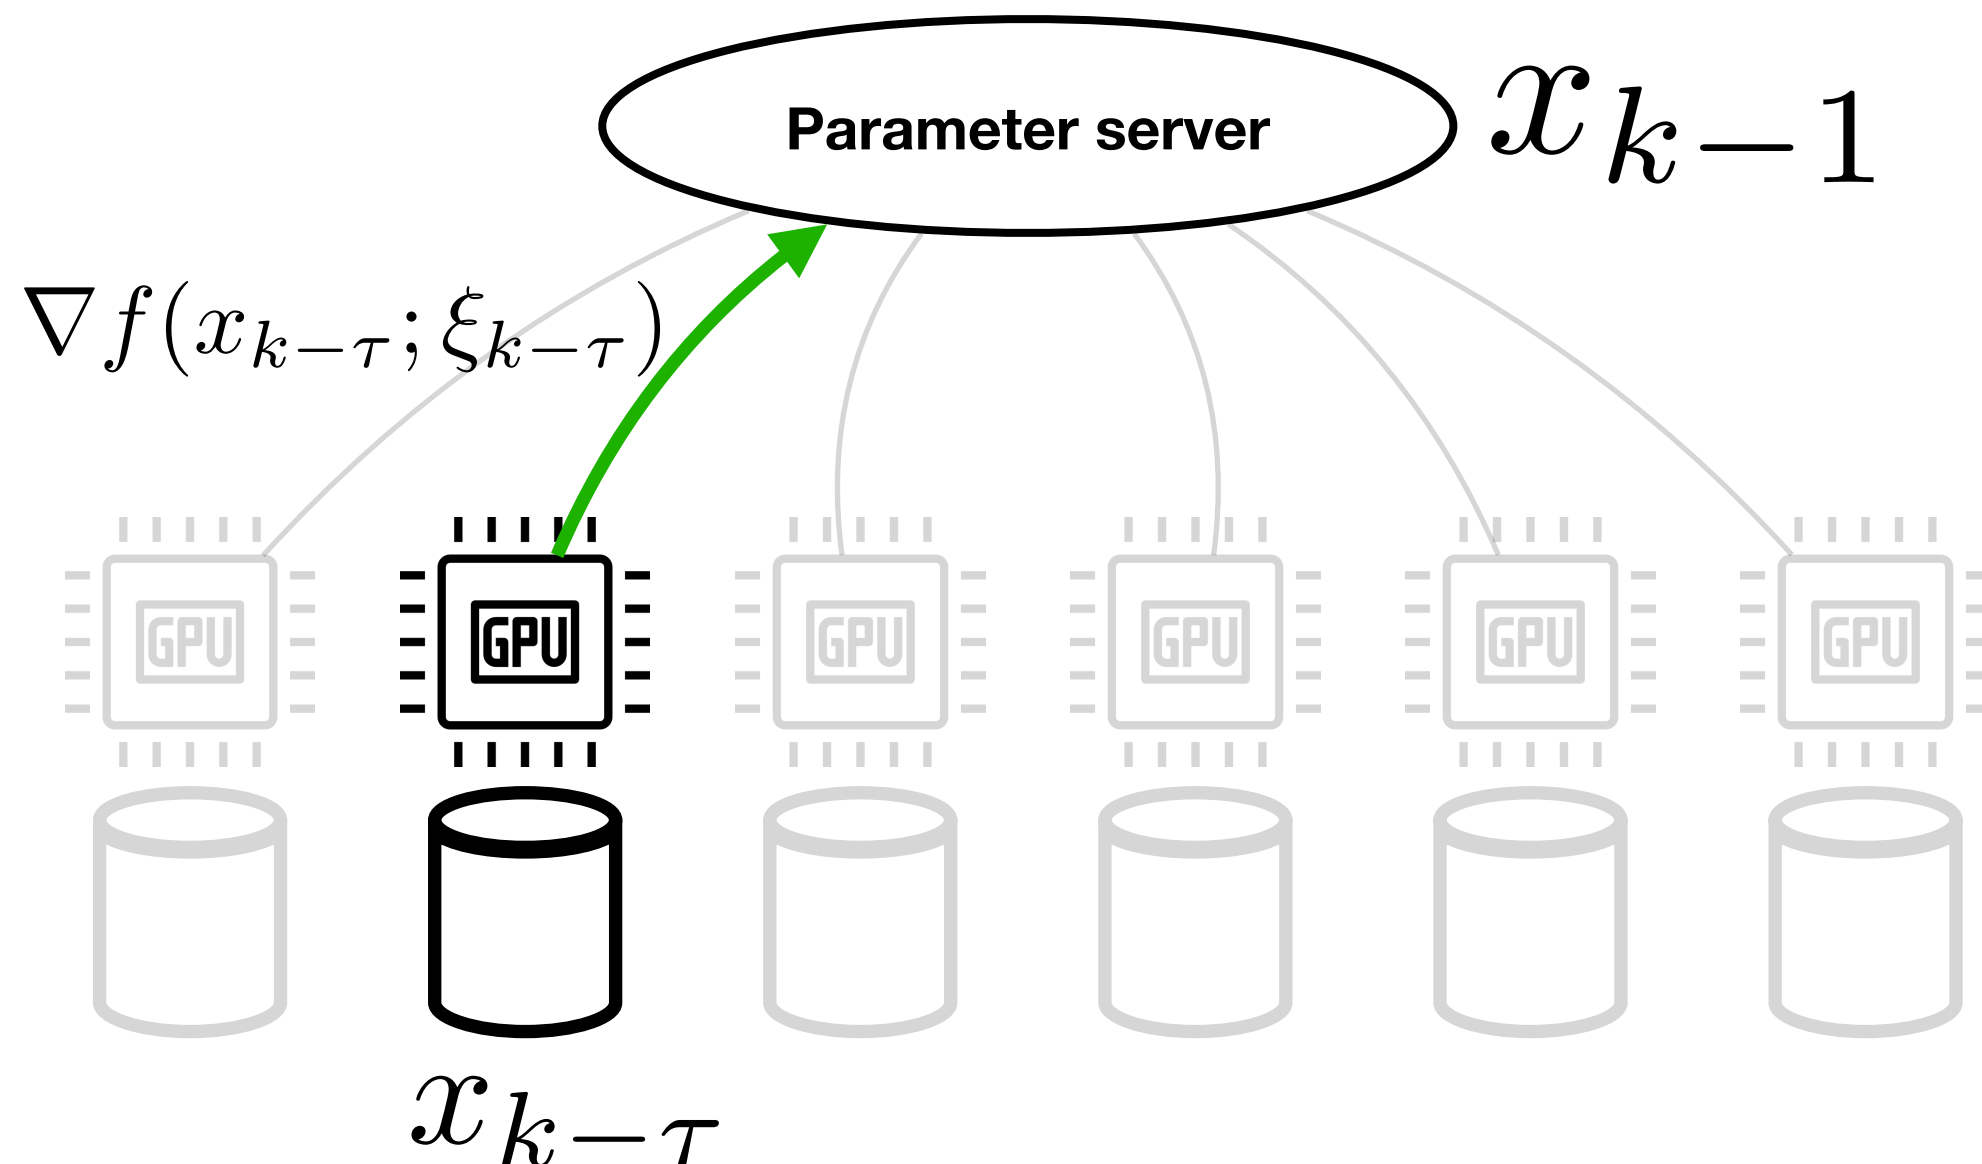 Parameter server
x_{k-1}
∇f(x_{k-τ}; ξ_{k-τ})
GPU GPU GPU GPU GPU GPU
x_{k-τ}